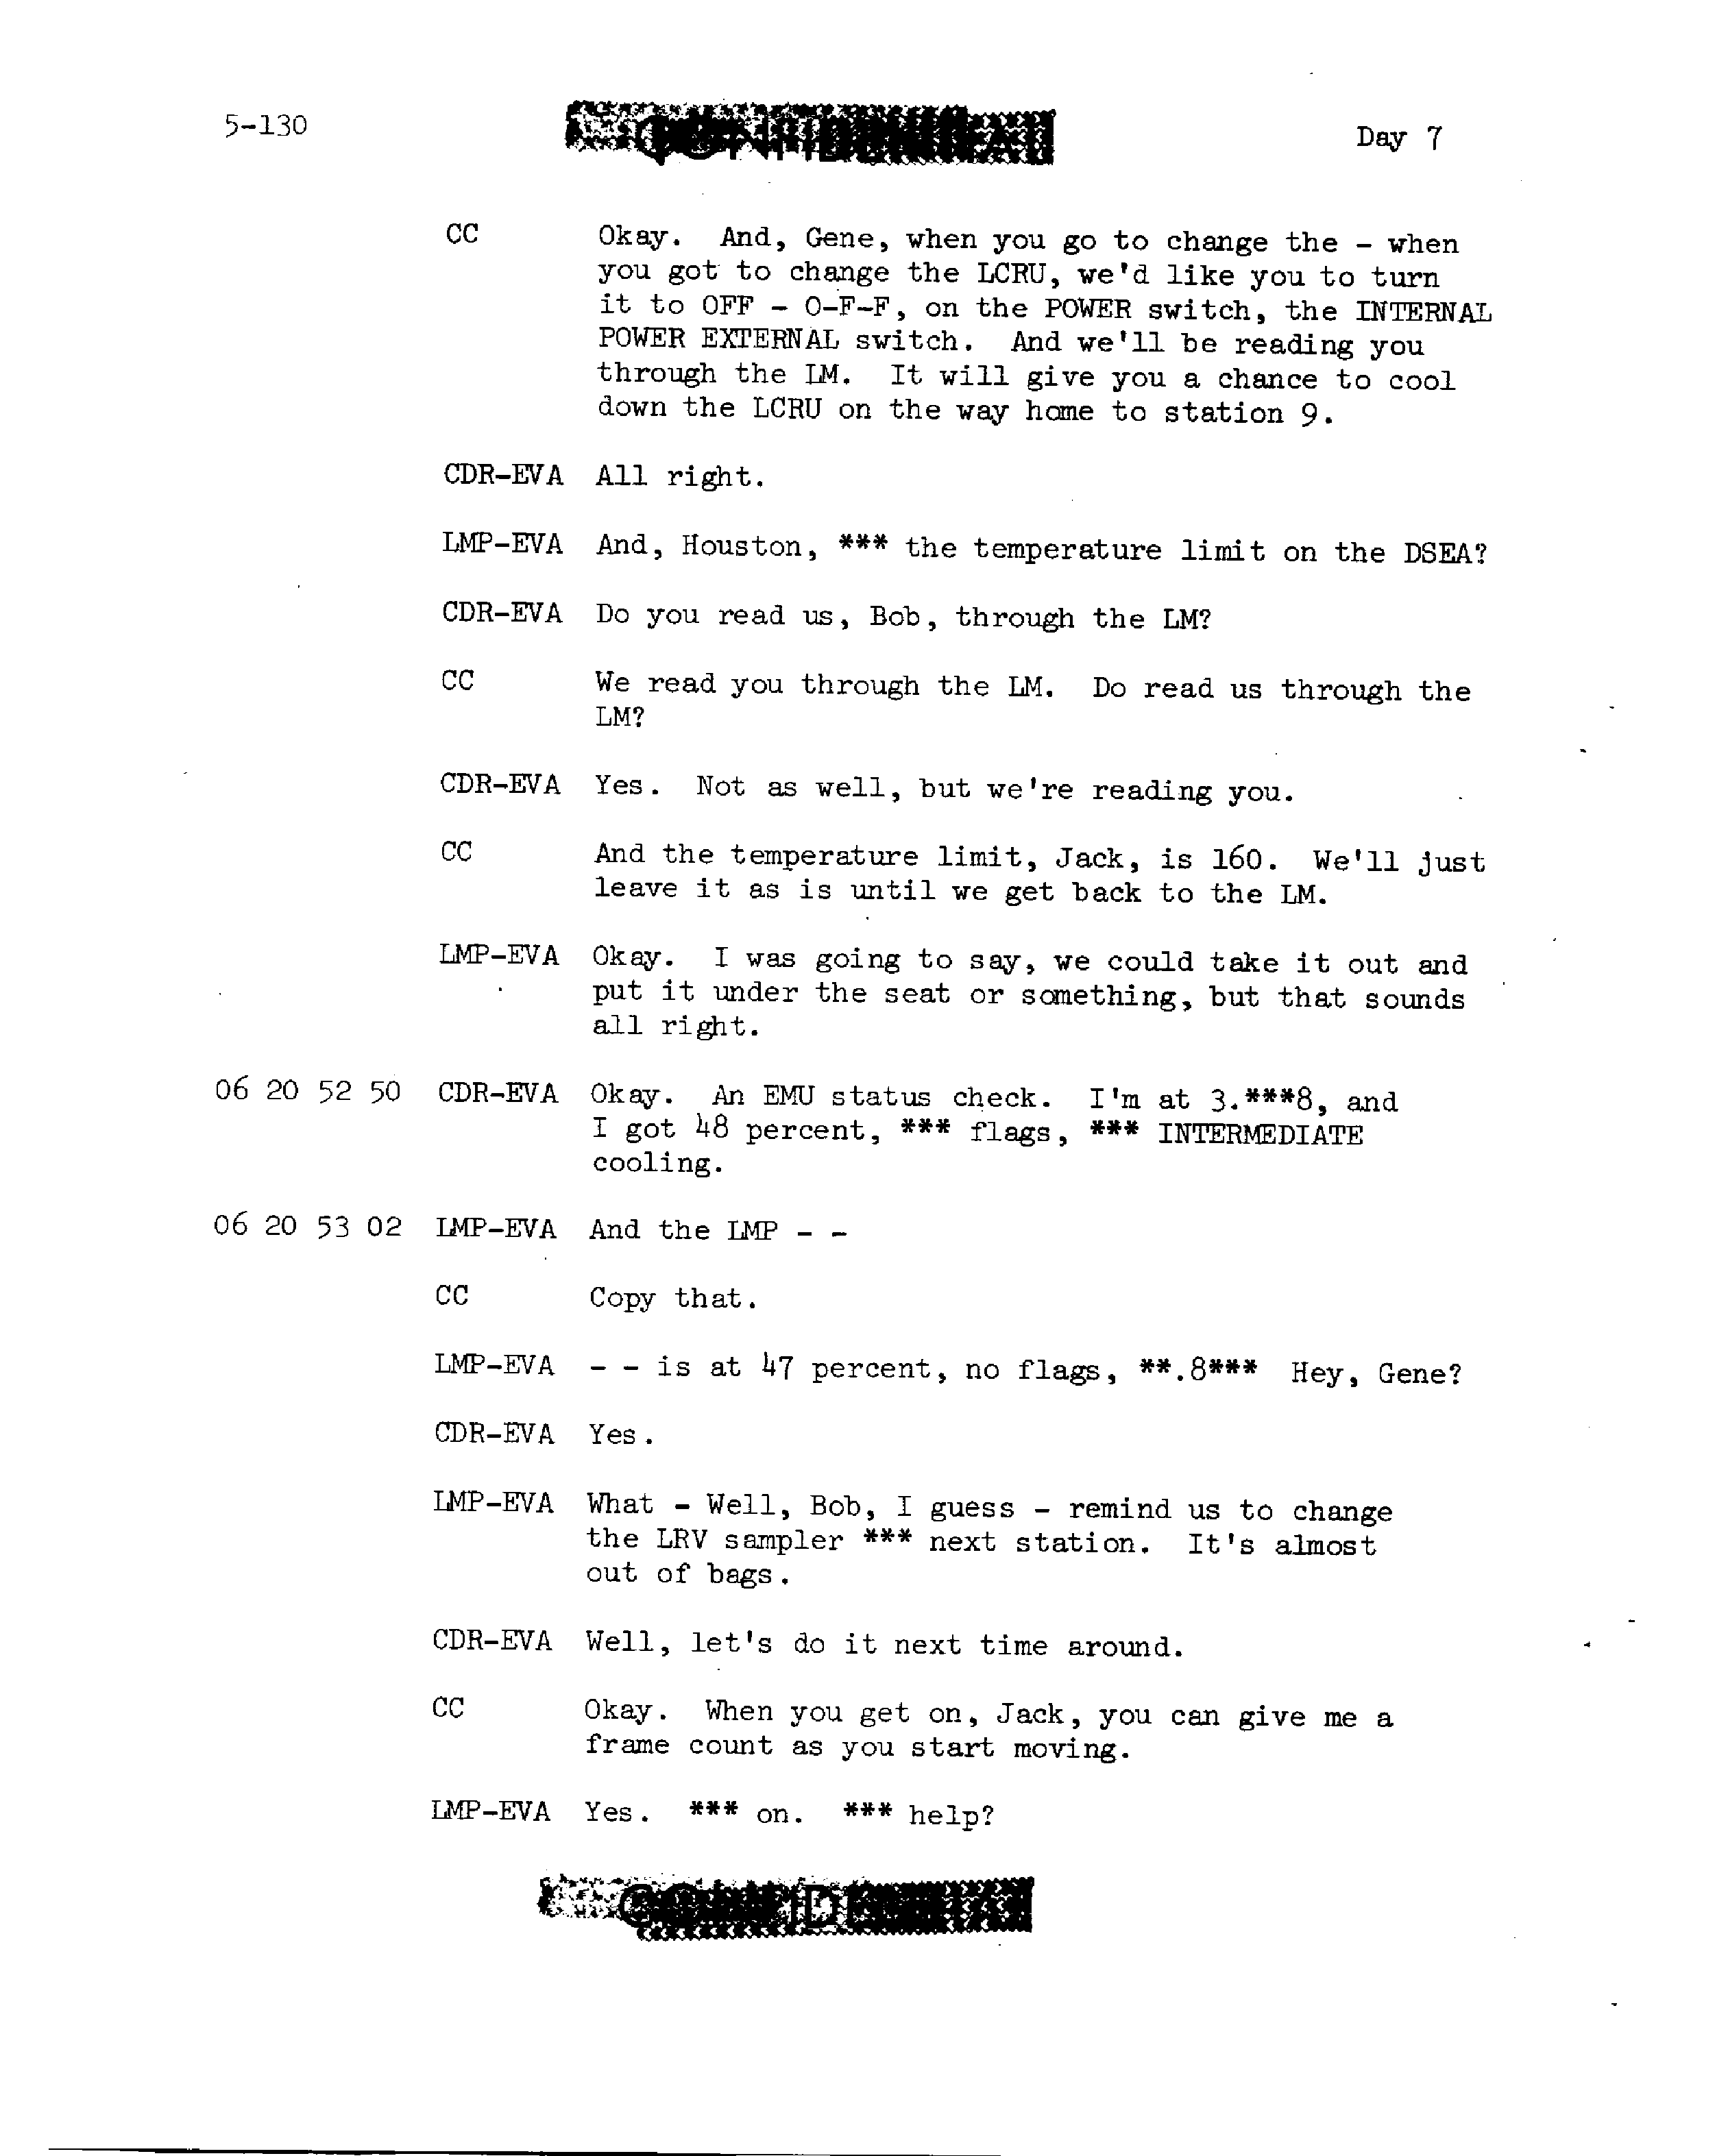 5-130
Day 7
CC Okay. And, Gene, when you go to change the - when
you got to change the LCRU, we'd like you to turn
it to OFF - O-F-F, on the POWER switch, the INTERNAL
POWER EXTERNAL switch. And we'll be reading you
through the LM. It will give you a chance to cool
down the LCRU on the way home to station 9.
CDR-EVA All right.
LMP-EVA And, Houston, *** the temperature limit on the DSEA?
CDR-EVA Do you read us, Bob, through the LM?
CC We read you through the LM. Do read us through the
LM?
CDR-EVA Yes. Not as well, but we're reading you.
CC And the temperature limit, Jack, is 160. We'll just
leave it as is until we get back to the LM.
LMP-EVA Okay. I was going to say, we could take it out and
put it under the seat or something, but that sounds
all right.
06 20 52 50 CDR-EVA Okay. An EMU status check. I'm at 3.***8, and
I got 48 percent, *** flags, *** INTERMEDIATE
cooling.
06 20 53 02 LMP-EVA And the LMP - -
CC Copy that.
LMP-EVA - - is at 47 percent, no flags, **.8*** Hey, Gene?
CDR-EVA Yes.
LMP-EVA What - Well, Bob, I guess - remind us to change
the LRV sampler *** next station. It's almost
out of bags.
CDR-EVA Well, let's do it next time around.
CC Okay. When you get on, Jack, you can give me a
frame count as you start moving.
LMP-EVA Yes. *** on. *** help?